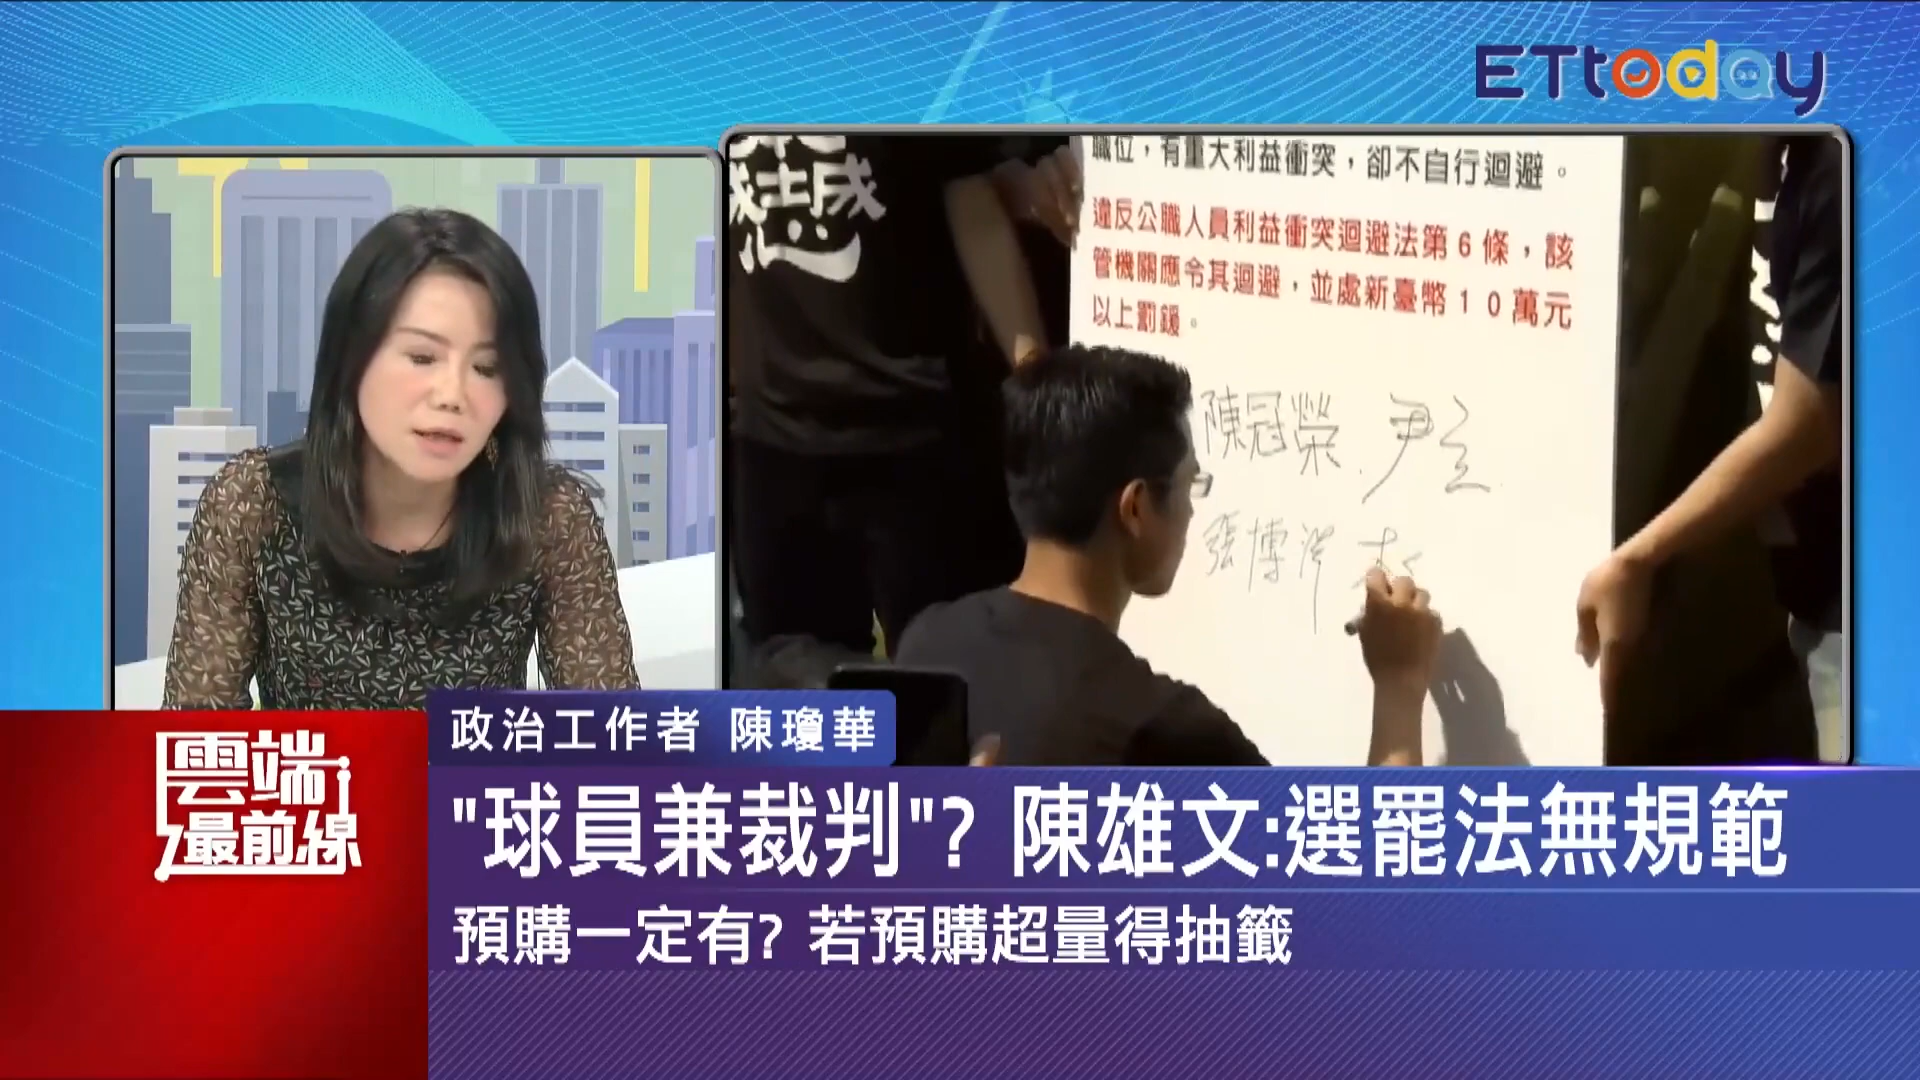 ETtoday
職位，有重大利益衝突，卻不自行迴避。
違反公職人員利益衝突迴避法第6條，該
管機關應令其迴避，並處新臺幣10萬元
以上罰鍰。
陳冠榮 尹立
張博洋
政治工作者 陳瓊華
雲端
最前線
"球員兼裁判"? 陳雄文:選罷法無規範
預購一定有? 若預購超量得抽籤